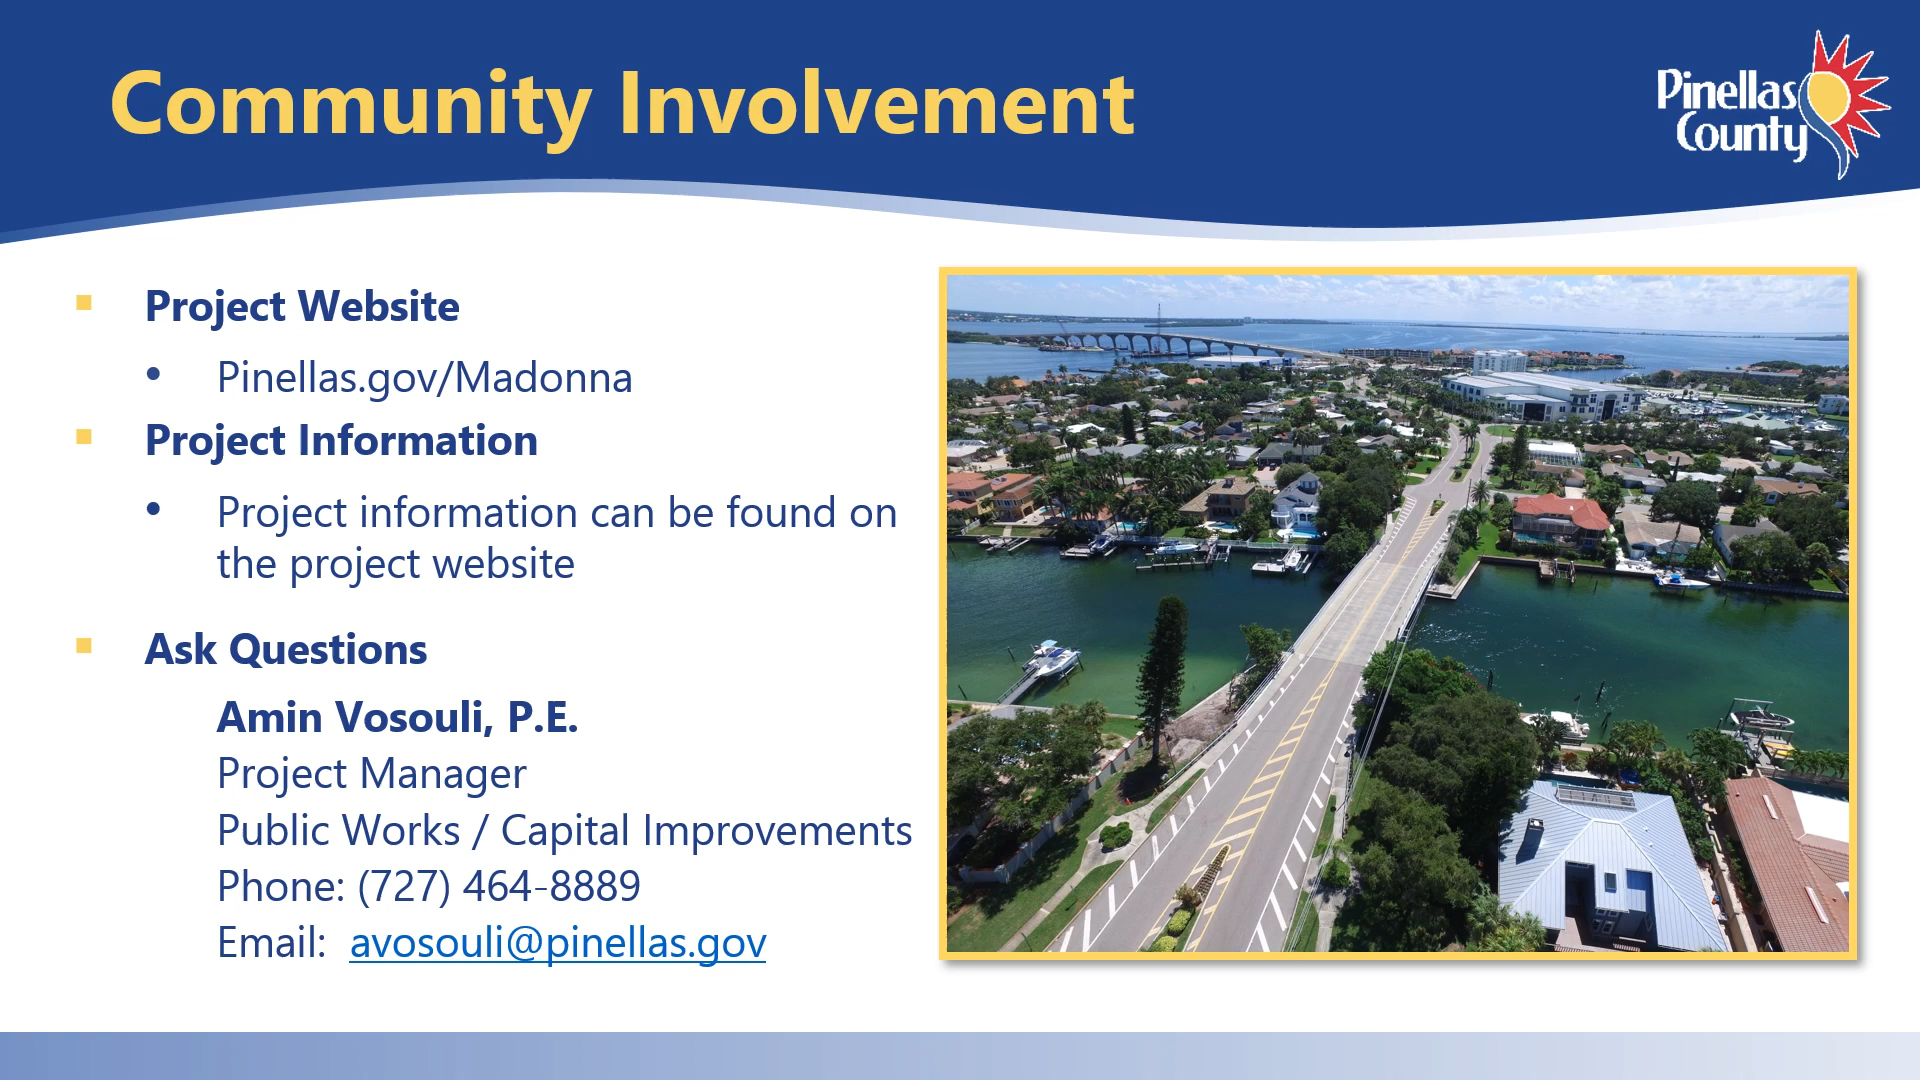 Community Involvement
Pinellas
County
Project Website
Pinellas.gov/Madonna
Project Information
Project information can be found on
the project website
Ask Questions
Amin Vosouli, P.E.
Project Manager
Public Works / Capital Improvements
Phone: (727) 464-8889
Email: avosouli@pinellas.gov